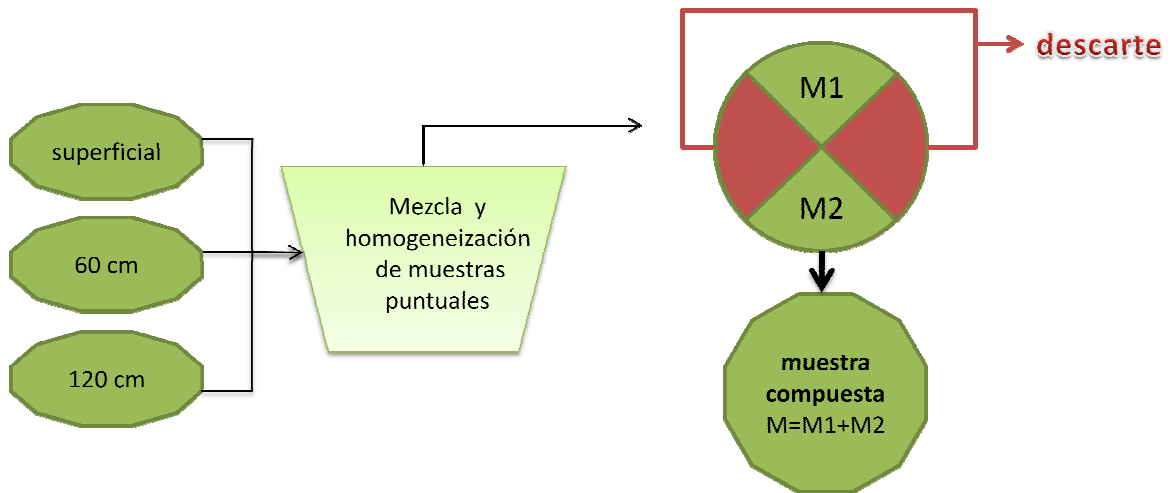 superficial
60 cm
120 cm
Mezcla y
homogeneización
de muestras
puntuales
M1
M2
descarte
muestra
compuesta
M=M1+M2